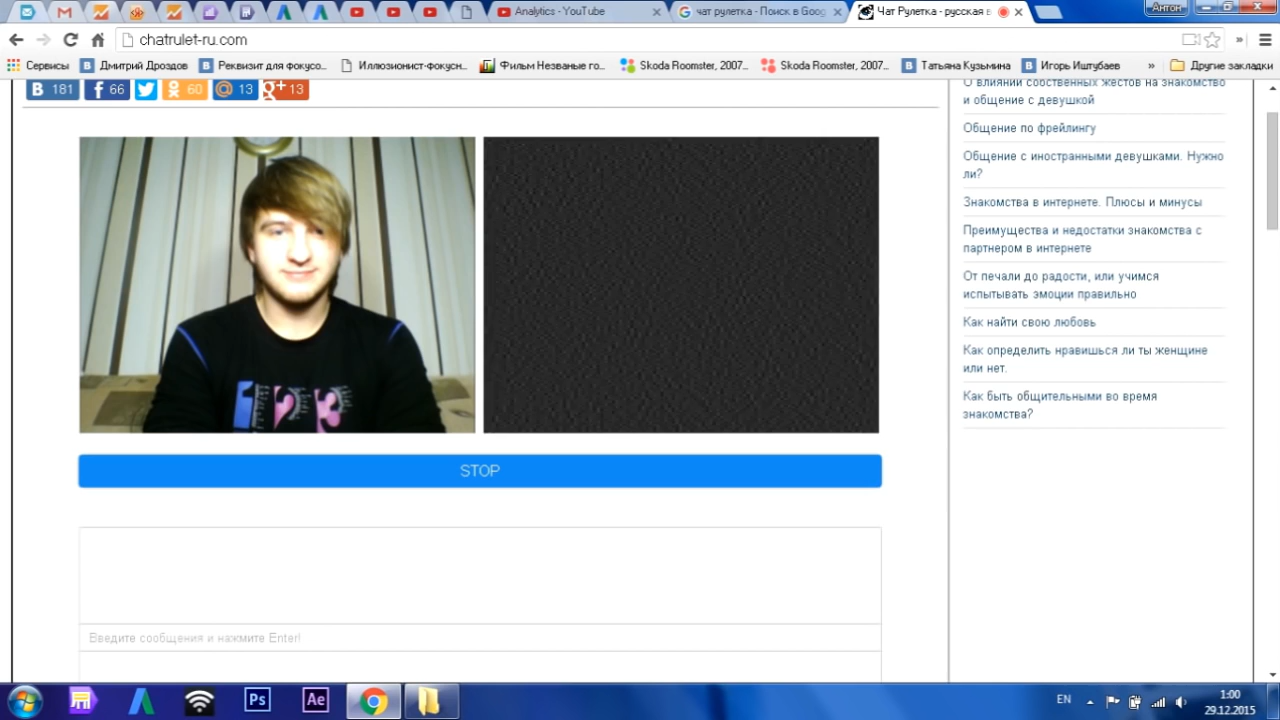 Analytics - YouTube
чат рулетка - Поиск в Goog
Чат Рулетка - русская в
Антон
chatrulet-ru.com
Сервисы
Дмитрий Дроздов
Реквизит для фокусо...
Иллюзионист-фокусн...
Фильм Незваные го...
Skoda Roomster, 2007...
Skoda Roomster, 2007...
Татьяна Кузьмина
Игорь Иштубаев
»
Другие закладки
B 181
f 66
60
@ 13
g+ 13
О влиянии собственных жестов на знакомство
и общение с девушкой
Общение по фрейлингу
Общение с иностранными девушками. Нужно
ли?
Знакомства в интернете. Плюсы и минусы
Преимущества и недостатки знакомства с
партнером в интернете
От печали до радости, или учимся
испытывать эмоции правильно
Как найти свою любовь
Как определить нравишься ли ты женщине
или нет.
Как быть общительными во время
знакомства?
123
STOP
Введите сообщения и нажмите Enter!
Ps
Ae
EN
1:00
29.12.2015